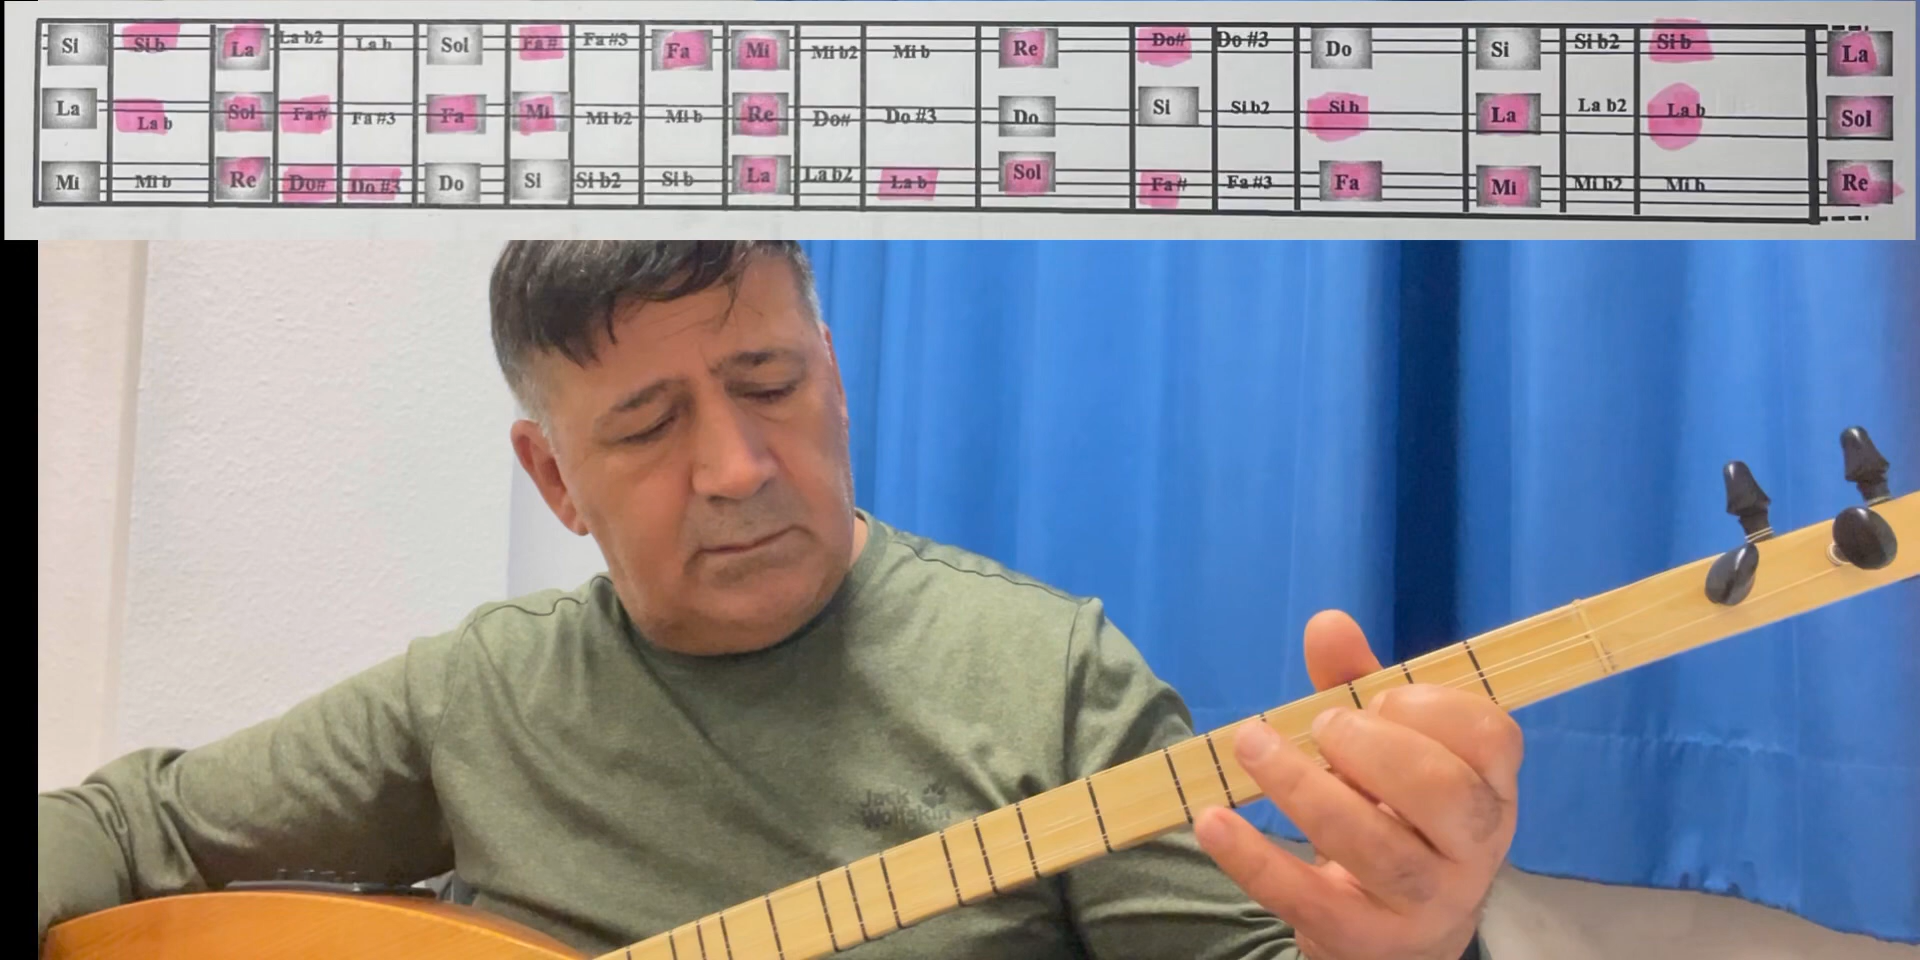 Si Si b La La b2 La b Sol Fa # Fa #3 Fa Mi Mi b2 Mi b Re Do# Do #3 Do Si Si b2 Si b La
La La b Sol Fa # Fa #3 Fa Mi Mi b2 Mi b Re Do# Do #3 Do Si Si b2 Si b La La b2 La b Sol
Mi Mi b Re Do# Do #3 Do Si Si b2 Si b La La b2 La b Sol Fa # Fa #3 Fa Mi Mi b2 Mi b Re
Jack
Wolfskin